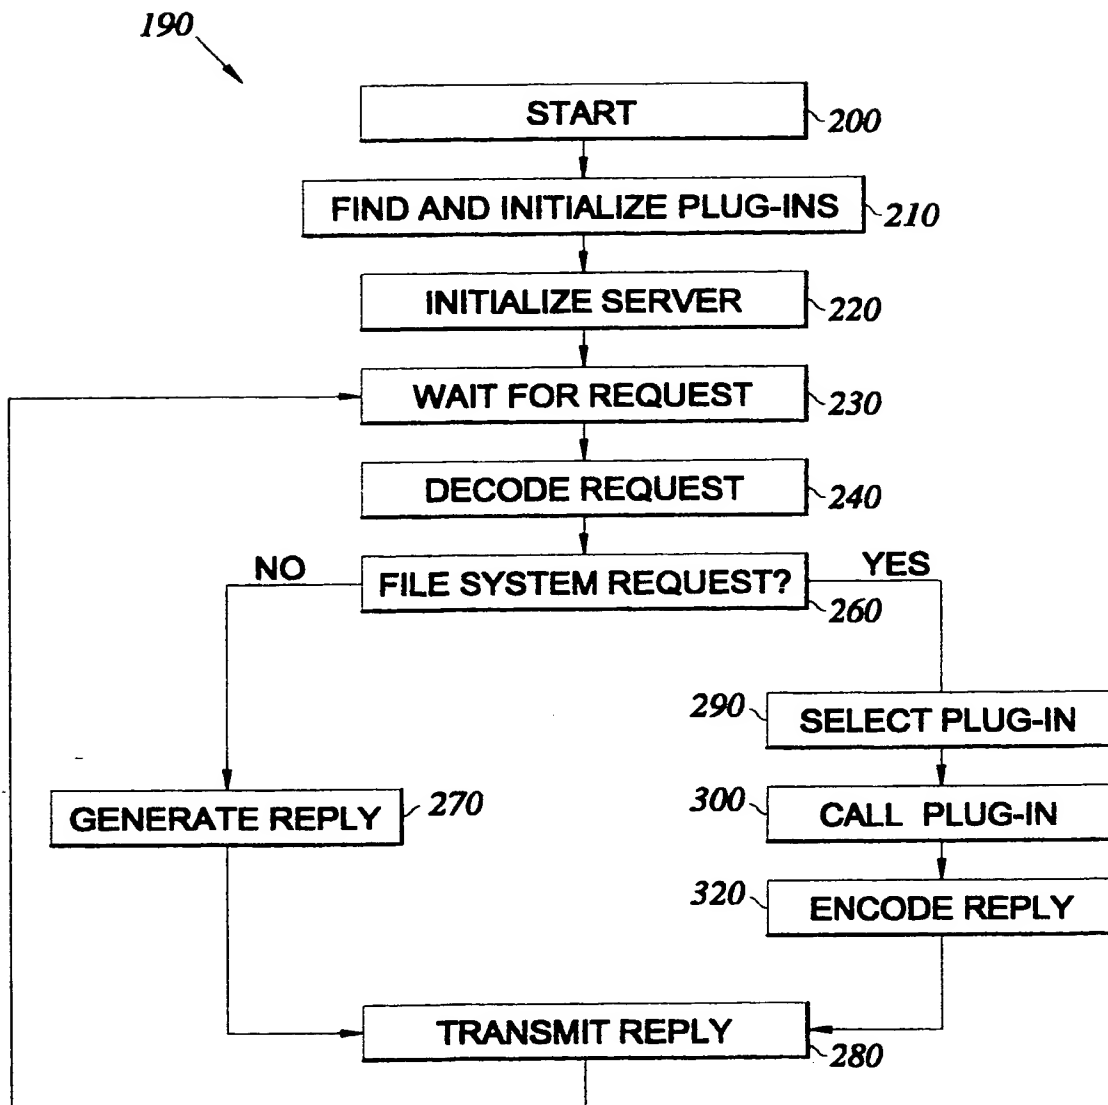 190
START
200
FIND AND INITIALIZE PLUG-INS
210
INITIALIZE SERVER
220
WAIT FOR REQUEST
230
DECODE REQUEST
240
NO
FILE SYSTEM REQUEST?
YES
260
290
SELECT PLUG-IN
300
CALL PLUG-IN
GENERATE REPLY
270
320
ENCODE REPLY
TRANSMIT REPLY
280